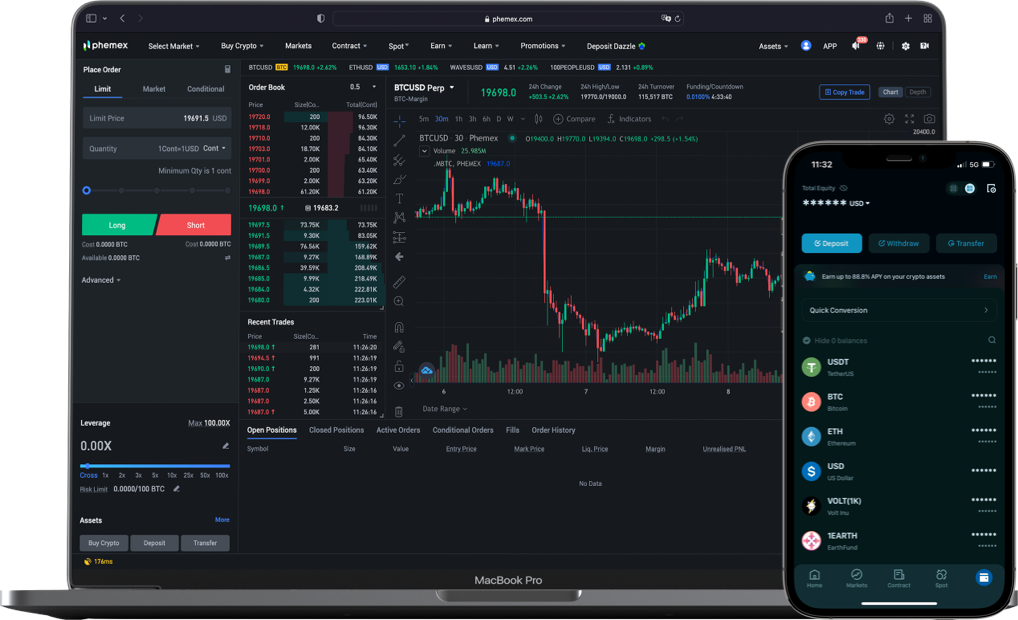 phemex.com
phemex Select Market Buy Crypto Markets Contract Spot Earn Learn Promotions Deposit Dazzle Assets APP
BTCUSD BTC 19698.0 +2.62% ETHUSD USD 1653.10 +1.84% WAVESUSD USD 4.51 +2.26% 100PEOPLEUSD USD 2.131 +0.89%
Place Order
Limit Market Conditional
Limit Price 19691.5 USD
Quantity 1Cont=1USD Cont
Minimum Qty is 1 cont
Long Short
Cost 0.0000 BTC Cost 0.0000 BTC
Available 0.0000 BTC
Advanced
Leverage Max 100.00X
0.00X
Cross 1x 2x 3x 5x 10x 25x 50x 100x
Risk Limit 0.0000/100 BTC
Assets More
Buy Crypto Deposit Transfer
176ms
Order Book 0.5
Price Size(Co.. Total(Cont)
19720.0 200 96.50K
19718.0 12.00K 96.30K
19710.0 200 84.30K
19703.0 18.70K 84.10K
19701.0 2.00K 65.40K
19700.0 200 63.40K
19699.0 2.00K 63.20K
19698.0 61.20K 61.20K
19698.0 ↑ 19683.2
19697.5 73.75K 73.75K
19691.5 9.30K 83.05K
19689.5 76.56K 159.62K
19687.0 9.27K 168.89K
19686.5 39.59K 208.49K
19685.0 9.99K 218.49K
19684.0 4.32K 222.81K
19680.0 200 223.01K
Recent Trades
Price Size(Co.. Time
19698.0 ↑ 281 11:26:20
19694.5 ↑ 991 11:26:19
19690.0 ↑ 200 11:26:19
19687.0 9.27K 11:26:19
19687.0 1.25K 11:26:16
19687.0 2.50K 11:26:16
19687.0 ↑ 5.00K 11:26:16
BTCUSD Perp
BTC-Margin
19698.0
24h Change
+503.5 +2.62%
24h High/Low
19770.0/19000.0
24h Turnover
115,517 BTC
Funding/Countdown
0.0100% 4:33:40
Copy Trade Chart Depth
5m 30m 1h 3h 6h D W Compare Indicators
BTCUSD · 30 · Phemex O19400.0 H19770.0 L19394.0 C19698.0 +298.5 (+1.54%)
20400.0
Volume 25.985M
.MBTC, PHEMEX 19687.0
6 12:00 7 12:00 8
Date Range
Open Positions Closed Positions Active Orders Conditional Orders Fills Order History
Symbol Size Value Entry Price Mark Price Liq. Price Margin Unrealised PNL
No Data
MacBook Pro
11:32 5G
Total Equity
****** USD
Deposit Withdraw Transfer
Earn up to 88.8% APY on your crypto assets Earn
Quick Conversion
Hide 0 balances
USDT ******
TetherUS ******
BTC ******
Bitcoin ******
ETH ******
Ethereum ******
USD ******
US Dollar
VOLT(1K) ******
Volt Inu ******
1EARTH ******
EarthFund ******
Home Markets Contract Spot